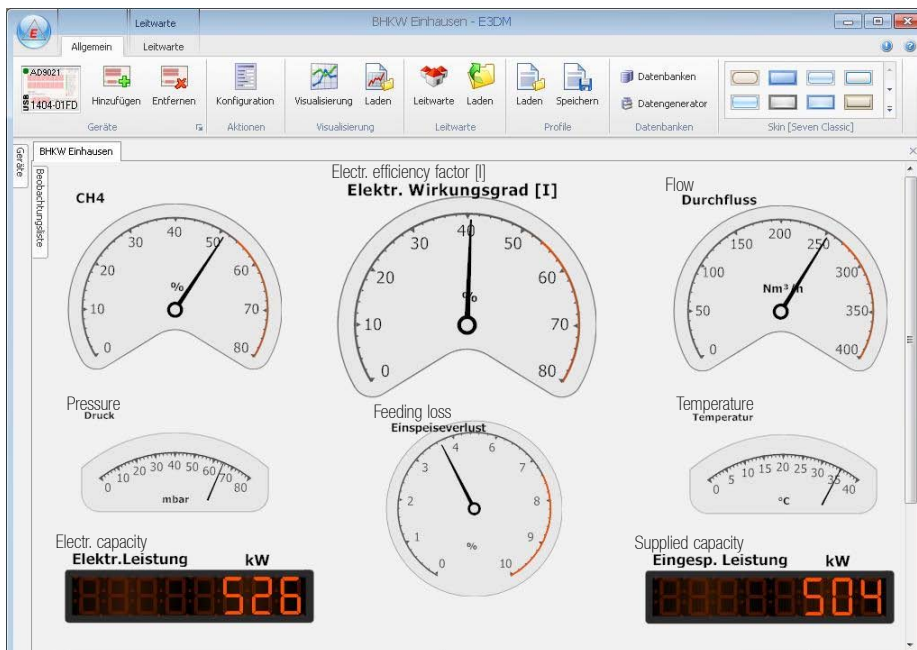 Leitwarte
BHKW Einhausen - E3DM
Allgemein
Leitwarte
AD9021
USB
1404-01FD
Hinzufügen
Entfernen
Geräte
Konfiguration
Aktionen
Visualisierung
Laden
Visualisierung
Leitwarte
Laden
Leitwarte
Laden
Speichern
Profile
Datenbanken
Datengenerator
Datenbanken
Skin [Seven Classic]
Geräte
BHKW Einhausen
Beobachtungsliste
CH4
0 10 20 30 40 50 60 70 80
%
Electr. efficiency factor [I]
Elektr. Wirkungsgrad [I]
0 10 20 30 40 50 60 70 80
%
Flow
Durchfluss
0 50 100 150 200 250 300 350 400
Nm³/h
Pressure
Druck
0 10 20 30 40 50 60 70 80
mbar
Feeding loss
Einspeiseverlust
0 1 2 3 4 6 7 8 9 10
%
Temperature
Temperatur
0 5 10 15 20 25 30 35 40
°C
Electr. capacity
Elektr.Leistung kW
526
Supplied capacity
Eingesp. Leistung kW
504